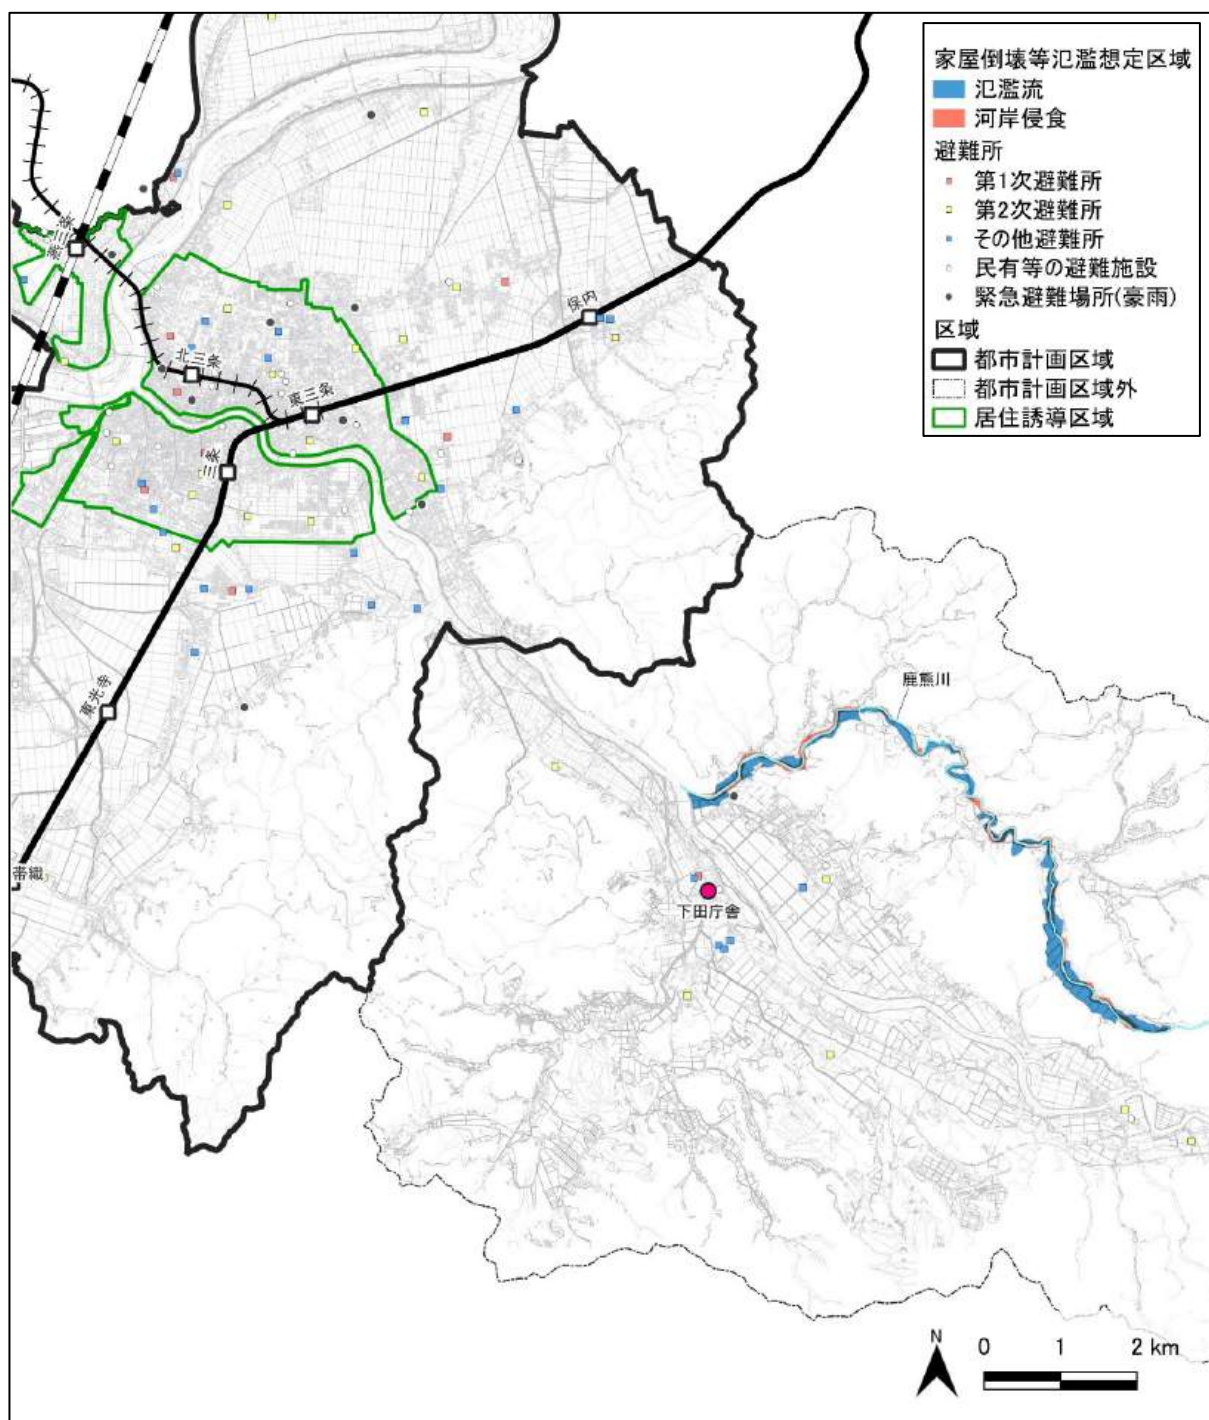 家屋倒壊等氾濫想定区域
氾濫流
河岸侵食
避難所
第1次避難所
第2次避難所
その他避難所
民有等の避難施設
緊急避難場所(豪雨)
区域
都市計画区域
都市計画区域外
居住誘導区域
燕三条
北三条
東三条
保内
三条
東光寺
帯織
鹿熊川
下田庁舎
N
0 1 2 km